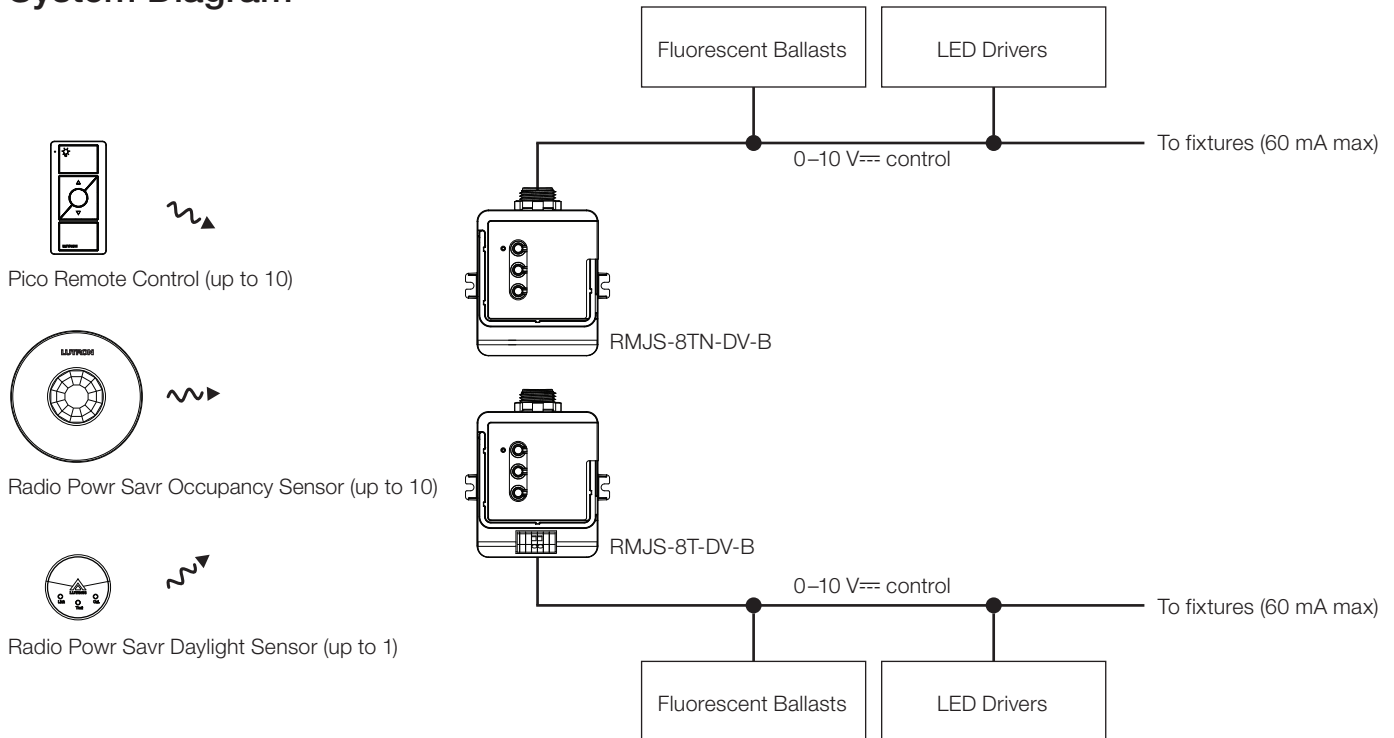 System Diagram
Fluorescent Ballasts
LED Drivers
To fixtures (60 mA max)
0–10 V⎓ control
Pico Remote Control (up to 10)
RMJS-8TN-DV-B
LUTRON
Radio Powr Savr Occupancy Sensor (up to 10)
RMJS-8T-DV-B
0–10 V⎓ control
To fixtures (60 mA max)
Radio Powr Savr Daylight Sensor (up to 1)
Fluorescent Ballasts
LED Drivers